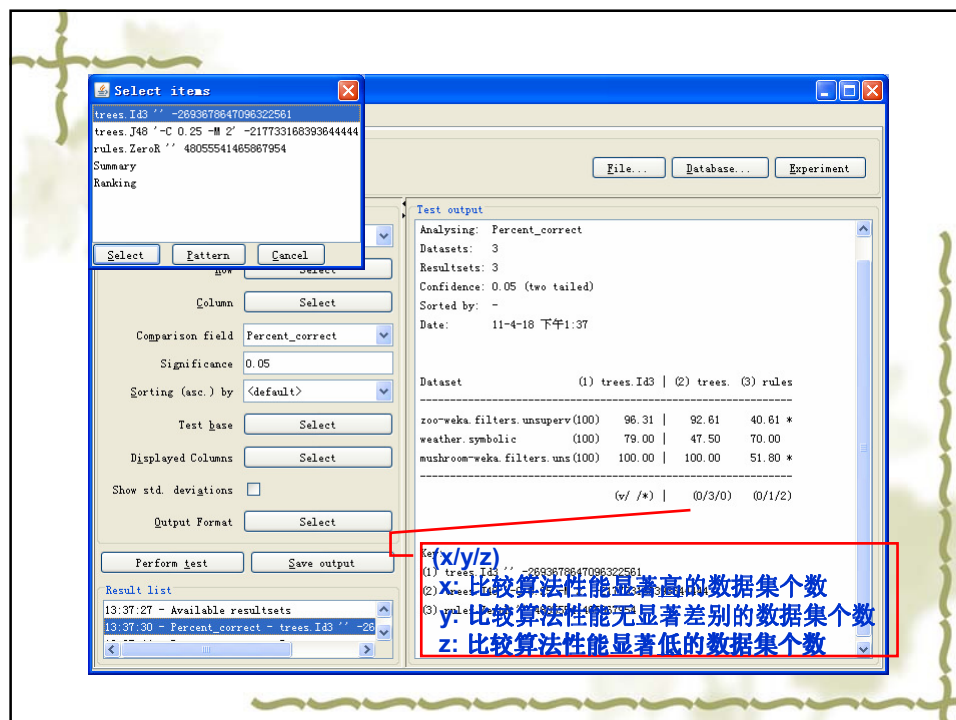 Select items
trees.Id3 '' -2693678647096322561
trees.J48 '-C 0.25 -M 2' -217733168393644444
rules.ZeroR '' 48055541465867954
Summary
Ranking
Select Pattern Cancel
File... Database... Experiment
Row Select
Column Select
Comparison field Percent_correct
Significance 0.05
Sorting (asc.) by <default>
Test base Select
Displayed Columns Select
Show std. deviations
Output Format Select
Perform test Save output
Result list
13:37:27 - Available resultsets
13:37:30 - Percent_correct - trees.Id3 '' -26
Test output
Analysing: Percent_correct
Datasets: 3
Resultsets: 3
Confidence: 0.05 (two tailed)
Sorted by: -
Date: 11-4-18 下午1:37
Dataset (1) trees.Id3 | (2) trees. (3) rules
zoo-weka.filters.unsuperv(100) 96.31 | 92.61 40.61 *
weather.symbolic (100) 79.00 | 47.50 70.00
mushroom-weka.filters.uns(100) 100.00 | 100.00 51.80 *
(v/ /*) | (0/3/0) (0/1/2)
Key:
(1) trees.Id3 '' -2693678647096322561
(2) trees.
(3) rules.
(x/y/z)
x: 比较算法性能显著高的数据集个数
y: 比较算法性能无显著差别的数据集个数
z: 比较算法性能显著低的数据集个数